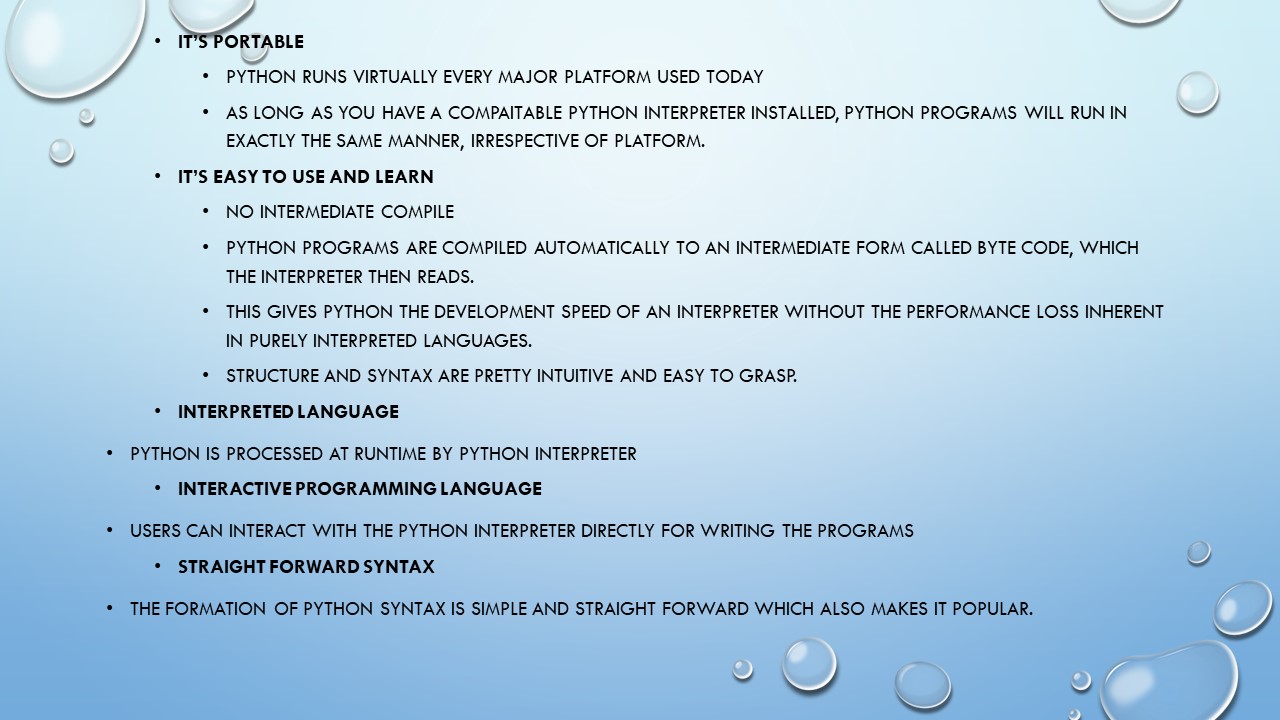 • IT'S PORTABLE
• PYTHON RUNS VIRTUALLY EVERY MAJOR PLATFORM USED TODAY
• AS LONG AS YOU HAVE A COMPAITABLE PYTHON INTERPRETER INSTALLED, PYTHON PROGRAMS WILL RUN IN
EXACTLY THE SAME MANNER, IRRESPECTIVE OF PLATFORM.
• IT'S EASY TO USE AND LEARN
• NO INTERMEDIATE COMPILE
• PYTHON PROGRAMS ARE COMPILED AUTOMATICALLY TO AN INTERMEDIATE FORM CALLED BYTE CODE, WHICH
THE INTERPRETER THEN READS.
• THIS GIVES PYTHON THE DEVELOPMENT SPEED OF AN INTERPRETER WITHOUT THE PERFORMANCE LOSS INHERENT
IN PURELY INTERPRETED LANGUAGES.
• STRUCTURE AND SYNTAX ARE PRETTY INTUITIVE AND EASY TO GRASP.
• INTERPRETED LANGUAGE
• PYTHON IS PROCESSED AT RUNTIME BY PYTHON INTERPRETER
• INTERACTIVE PROGRAMMING LANGUAGE
• USERS CAN INTERACT WITH THE PYTHON INTERPRETER DIRECTLY FOR WRITING THE PROGRAMS
• STRAIGHT FORWARD SYNTAX
• THE FORMATION OF PYTHON SYNTAX IS SIMPLE AND STRAIGHT FORWARD WHICH ALSO MAKES IT POPULAR.